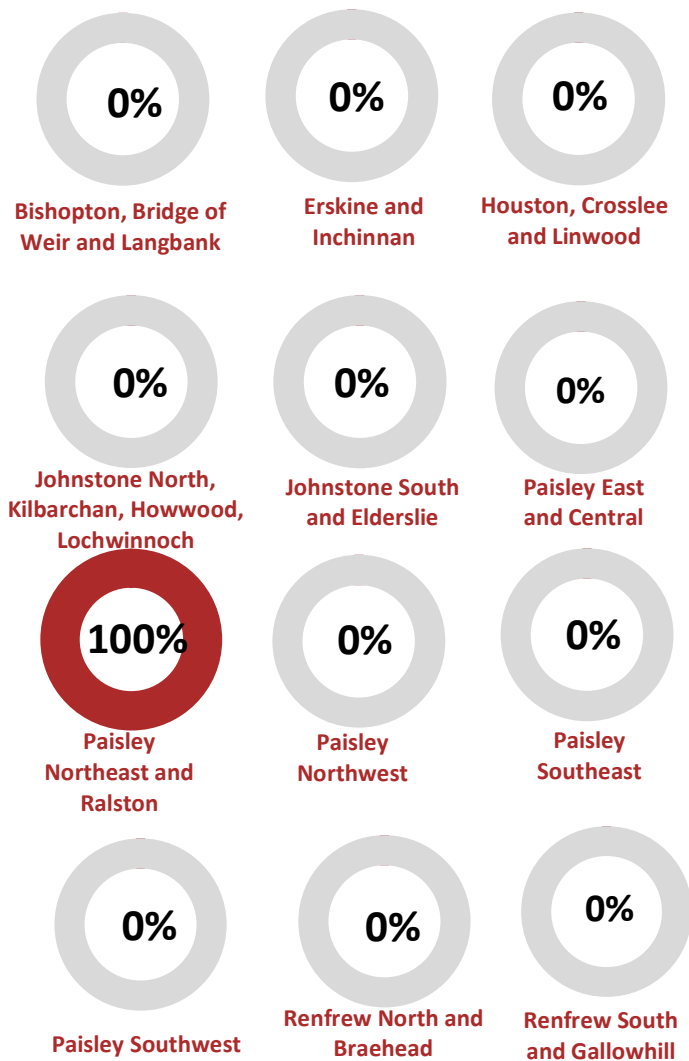 0%
Bishopton, Bridge of
Weir and Langbank
0%
Erskine and
Inchinnan
0%
Houston, Crosslee
and Linwood
0%
Johnstone North,
Kilbarchan, Howwood,
Lochwinnoch
0%
Johnstone South
and Elderslie
0%
Paisley East
and Central
100%
Paisley
Northeast and
Ralston
0%
Paisley
Northwest
0%
Paisley
Southeast
0%
Paisley Southwest
0%
Renfrew North and
Braehead
0%
Renfrew South
and Gallowhill